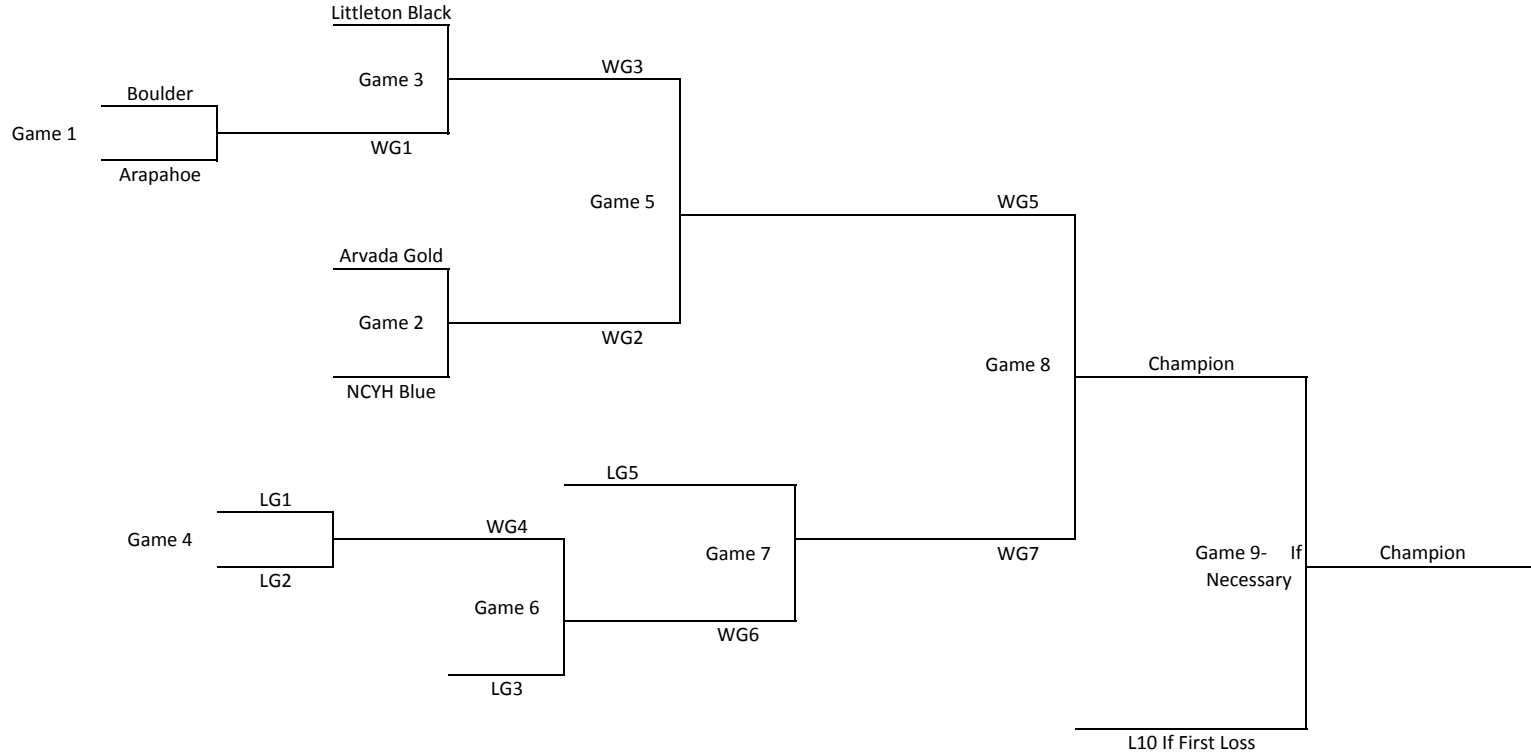 Littleton Black
Game 3
WG3
Boulder
Game 1
WG1
Arapahoe
Game 5
WG5
Arvada Gold
Game 2
WG2
NCYH Blue
Game 8
Champion
LG5
LG1
WG4
Game 4
Game 7
WG7
Game 9-    If
Necessary
Champion
LG2
Game 6
WG6
LG3
L10 If First Loss